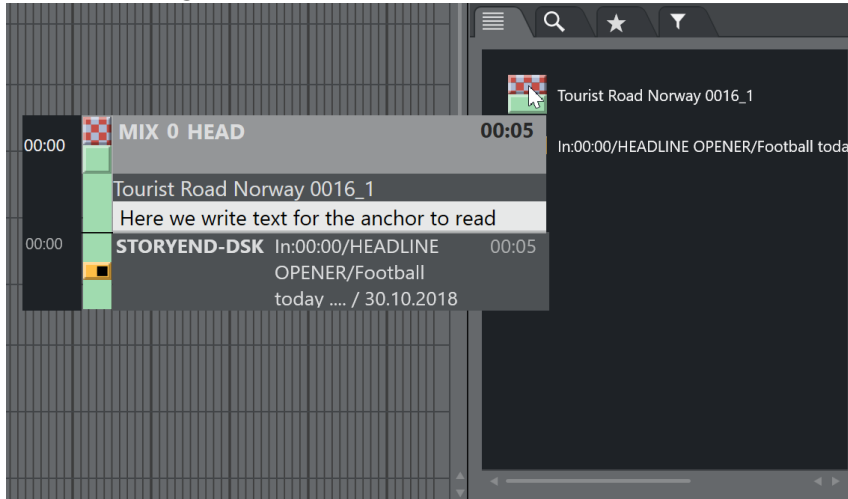 Tourist Road Norway 0016_1
In:00:00/HEADLINE OPENER/Football toda
00:00
MIX 0 HEAD
00:05
Tourist Road Norway 0016_1
Here we write text for the anchor to read
00:00
STORYEND-DSK
In:00:00/HEADLINE
00:05
OPENER/Football
today .... / 30.10.2018